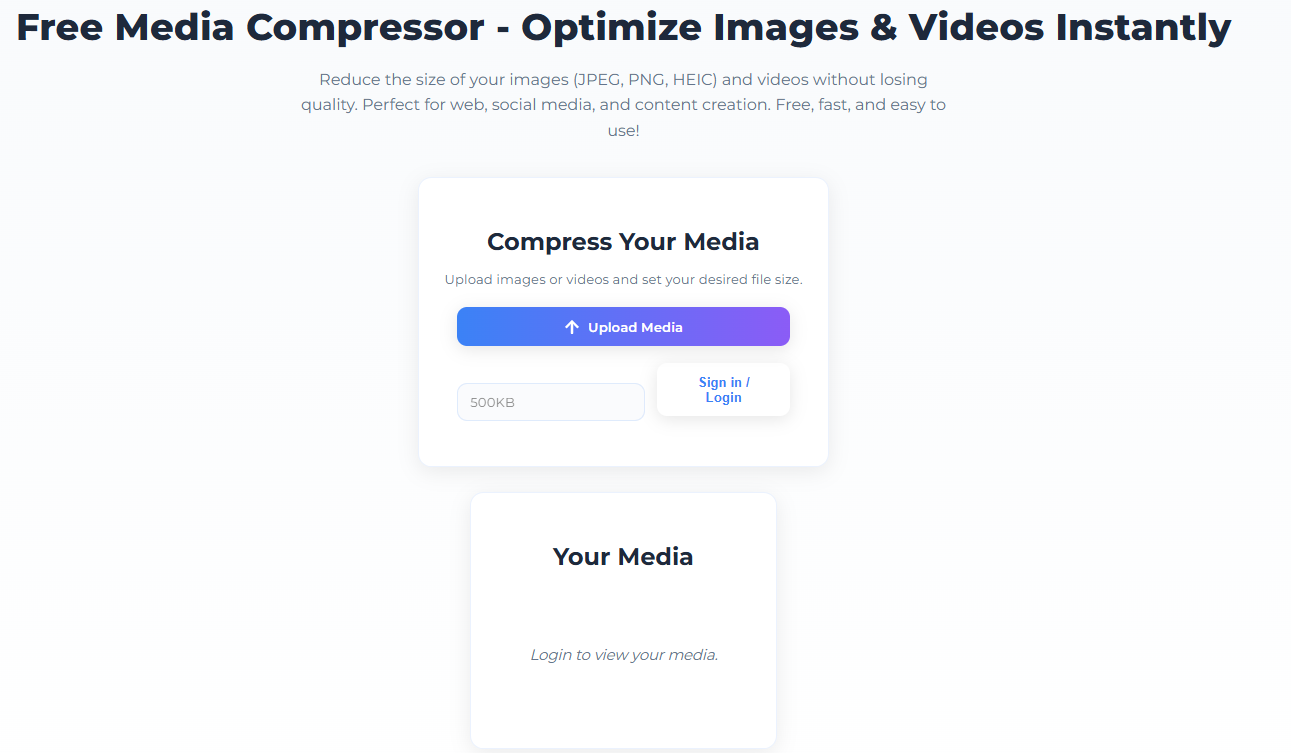 Free Media Compressor - Optimize Images & Videos Instantly
Reduce the size of your images (JPEG, PNG, HEIC) and videos without losing
quality. Perfect for web, social media, and content creation. Free, fast, and easy to
use!
Compress Your Media
Upload images or videos and set your desired file size.
Upload Media
500KB
Sign in /
Login
Your Media
Login to view your media.